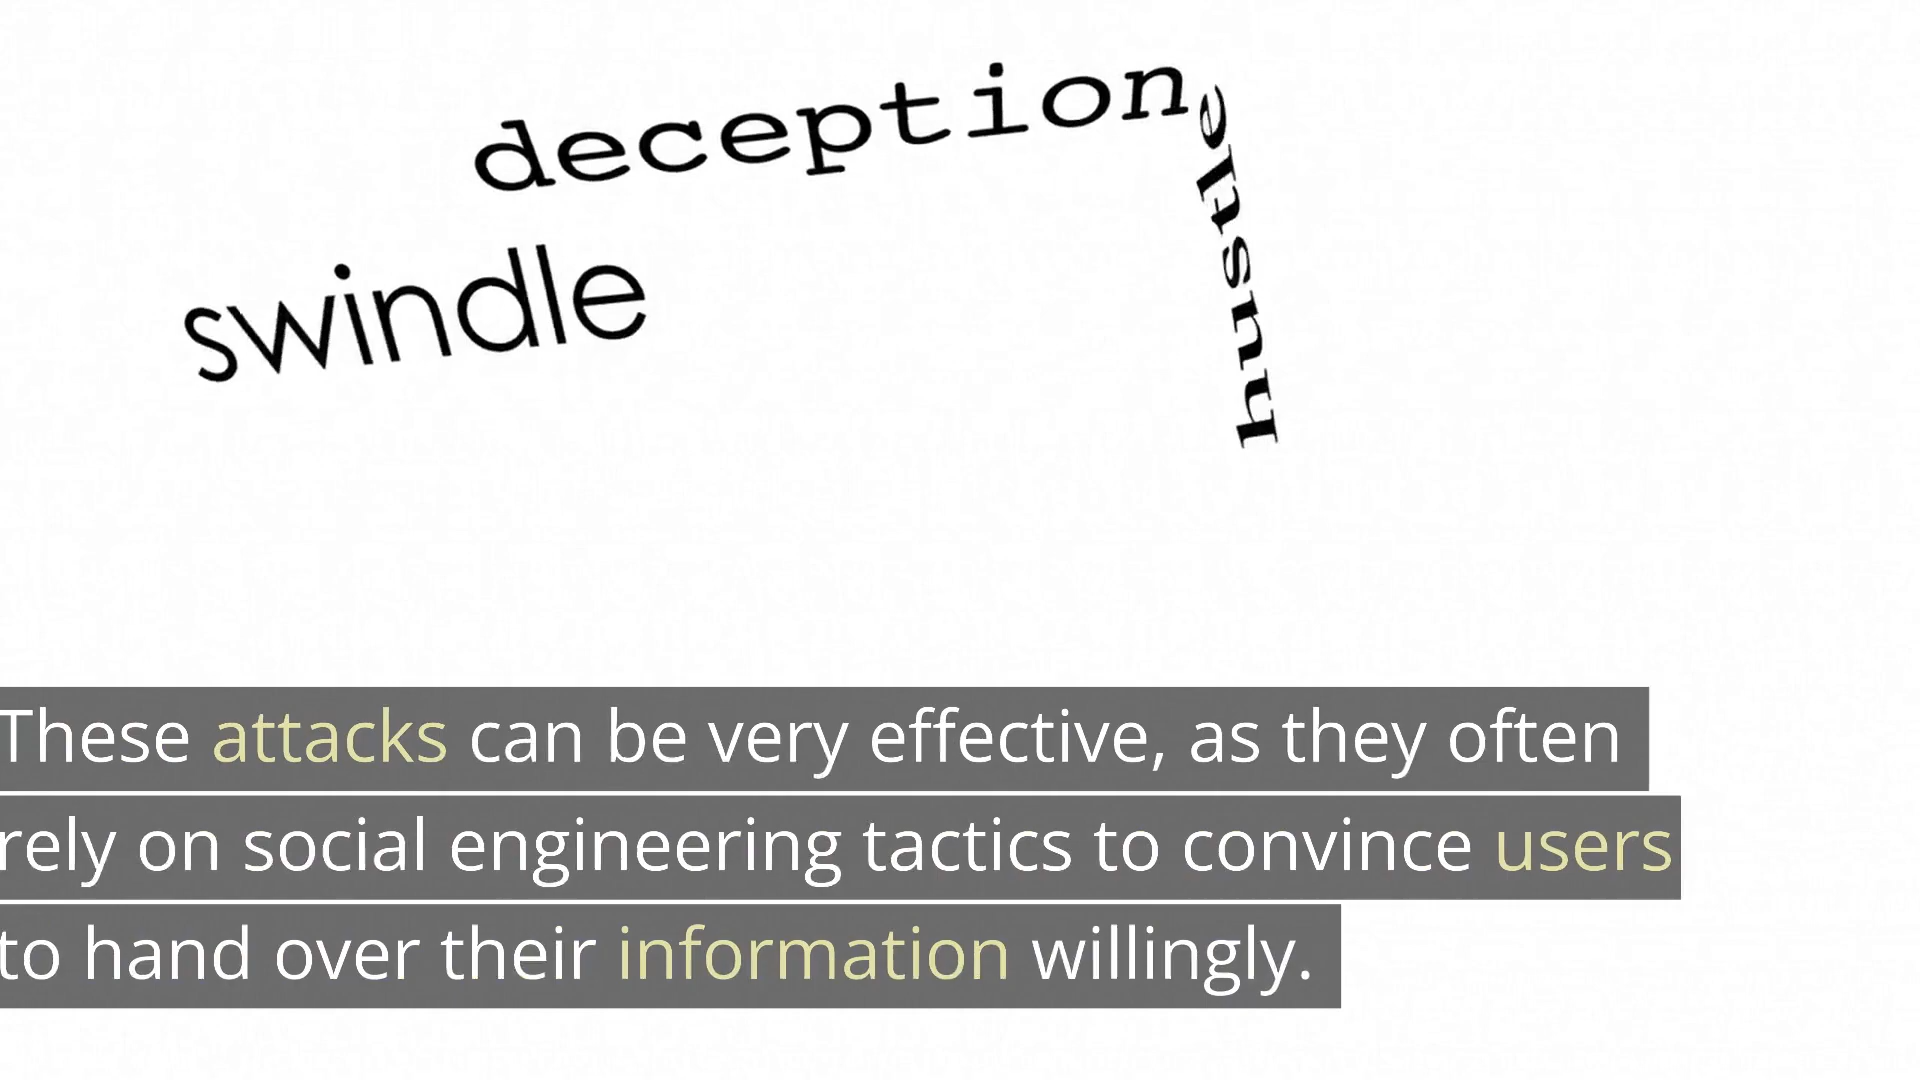 deception
hustle
swindle
These attacks can be very effective, as they often
rely on social engineering tactics to convince users
to hand over their information willingly.